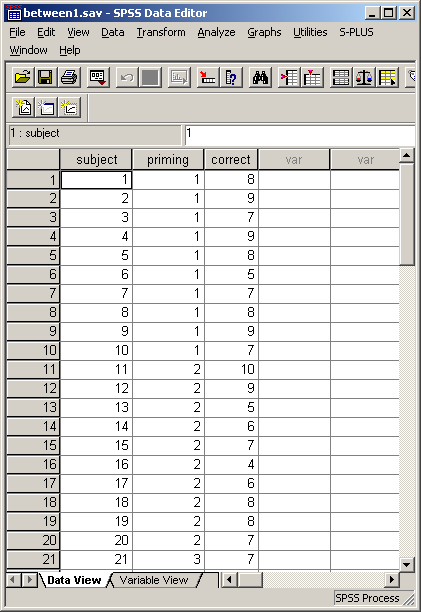 between1.sav - SPSS Data Editor
File Edit View Data Transform Analyze Graphs Utilities S-PLUS
Window Help
1 : subject 1
subject priming correct var var
1 1 1 8
2 2 1 9
3 3 1 7
4 4 1 9
5 5 1 8
6 6 1 5
7 7 1 7
8 8 1 8
9 9 1 9
10 10 1 7
11 11 2 10
12 12 2 9
13 13 2 5
14 14 2 6
15 15 2 7
16 16 2 4
17 17 2 6
18 18 2 8
19 19 2 8
20 20 2 7
21 21 3 7
Data View Variable View
SPSS Process